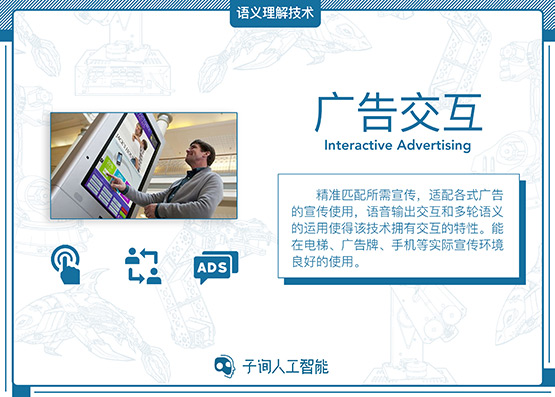 语义理解技术
广告交互
Interactive Advertising
精准匹配所需宣传，适配各式广告
的宣传使用，语音输出交互和多轮语义
的运用使得该技术拥有交互的特性。能
在电梯、广告牌、手机等实际宣传环境
良好的使用。
ADS
子询人工智能